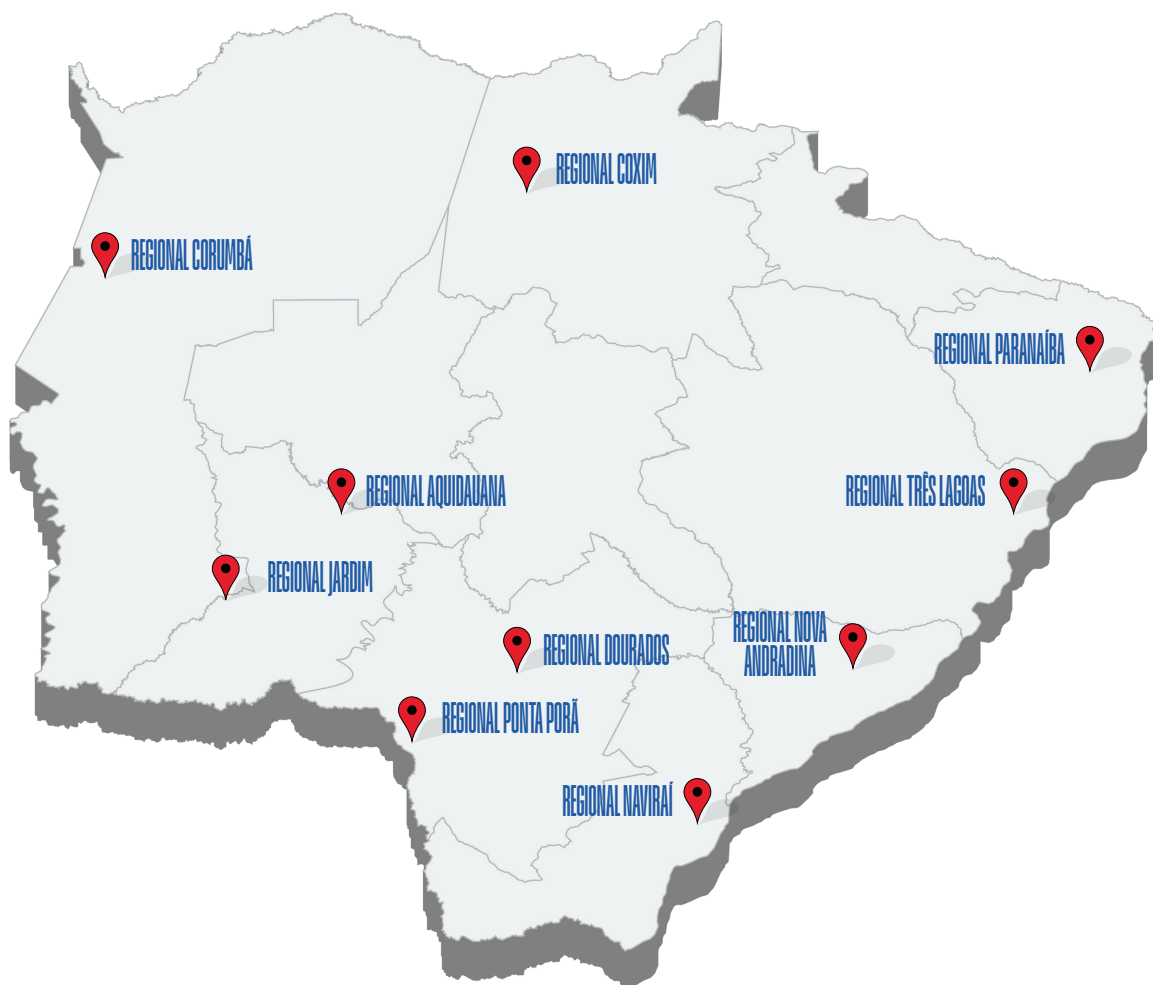 REGIONAL COXIM
REGIONAL CORUMBÁ
REGIONAL PARANAÍBA
REGIONAL AQUIDAUANA
REGIONAL TRÊS LAGOAS
REGIONAL JARDIM
REGIONAL NOVA
ANDRADINA
REGIONAL DOURADOS
REGIONAL PONTA PORÃ
REGIONAL NAVIRAÍ